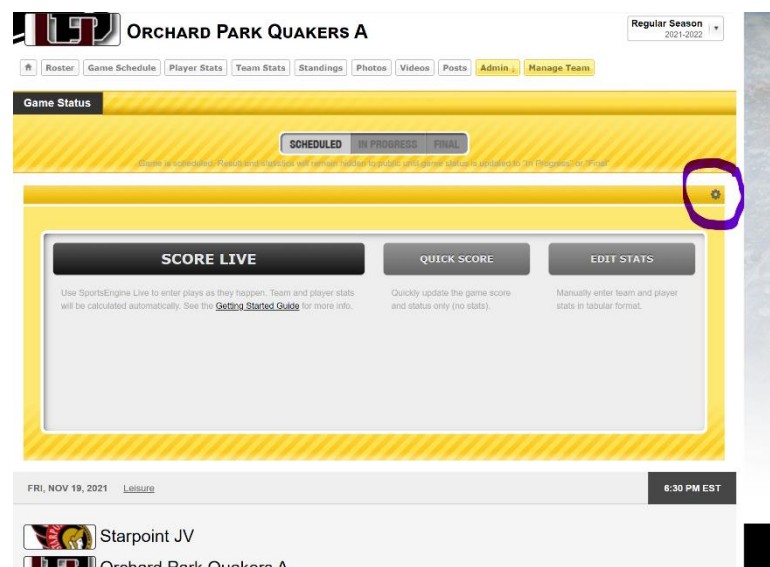 ORCHARD PARK QUAKERS A
Regular Season
2021-2022
Roster Game Schedule Player Stats Team Stats Standings Photos Videos Posts Admin ↓ Manage Team
Game Status
SCHEDULED IN PROGRESS FINAL
Game is scheduled. Result and statistics will remain hidden to public until game status is updated to "In Progress" or "Final"
SCORE LIVE
QUICK SCORE
EDIT STATS
Use SportsEngine Live to enter plays as they happen. Team and player stats
will be calculated automatically. See the Getting Started Guide for more info.
Quickly update the game score
and status only (no stats).
Manually enter team and player
stats in tabular format.
FRI, NOV 19, 2021 Leisure
6:30 PM EST
Starpoint JV
Orchard Park Quakers A